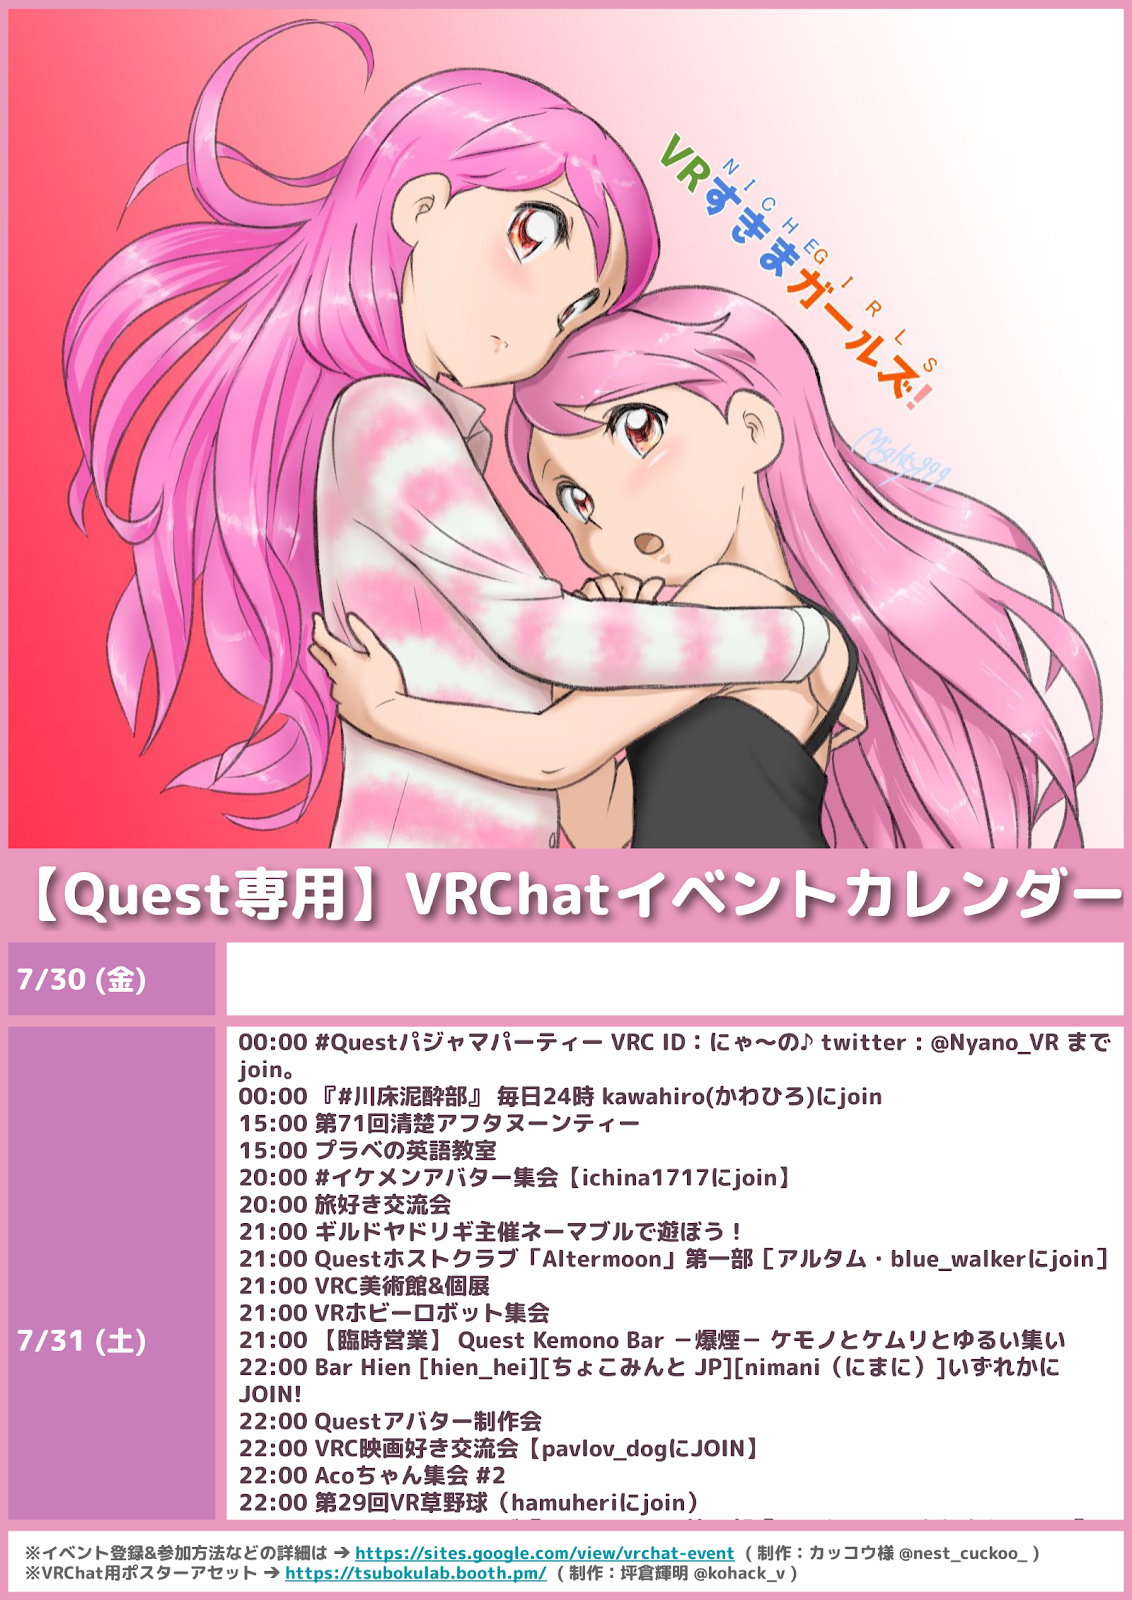 NICHE GIRLS
VRすきまガールズ!
Mighty999
【Quest専用】VRChatイベントカレンダー
7/30 (金)
7/31 (土)
00:00 #Questパジャマパーティー VRC ID：にゃ〜の♪ twitter : @Nyano_VR まで
join。
00:00 『#川床泥酔部』 毎日24時 kawahiro(かわひろ)にjoin
15:00 第71回清楚アフタヌーンティー
15:00 プラベの英語教室
20:00 #イケメンアバター集会【ichina1717にjoin】
20:00 旅好き交流会
21:00 ギルドヤドリギ主催ネーマブルで遊ぼう！
21:00 Questホストクラブ「Altermoon」第一部［アルタム・blue_walkerにjoin］
21:00 VRC美術館&個展
21:00 VRホビーロボット集会
21:00 【臨時営業】 Quest Kemono Bar －爆煙－ ケモノとケムリとゆるい集い
22:00 Bar Hien [hien_hei][ちょこみんと JP][nimani（にまに）]いずれかに
JOIN!
22:00 Questアバター制作会
22:00 VRC映画好き交流会【pavlov_dogにJOIN】
22:00 Acoちゃん集会 #2
22:00 第29回VR草野球（hamuheriにjoin）
※イベント登録&参加方法などの詳細は ➔ https://sites.google.com/view/vrchat-event （ 制作：カッコウ様 @nest_cuckoo_ ）
※VRChat用ポスターアセット ➔ https://tsubokulab.booth.pm/ （ 制作：坪倉輝明 @kohack_v ）